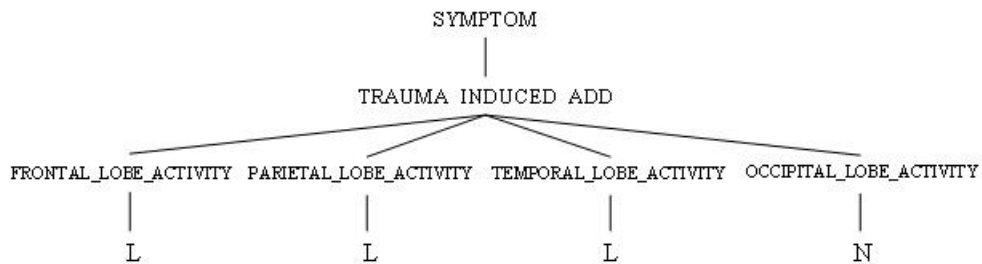 SYMPTOM
TRAUMA INDUCED ADD
FRONTAL_LOBE_ACTIVITY PARIETAL_LOBE_ACTIVITY TEMPORAL_LOBE_ACTIVITY OCCIPITAL_LOBE_ACTIVITY
L L L N